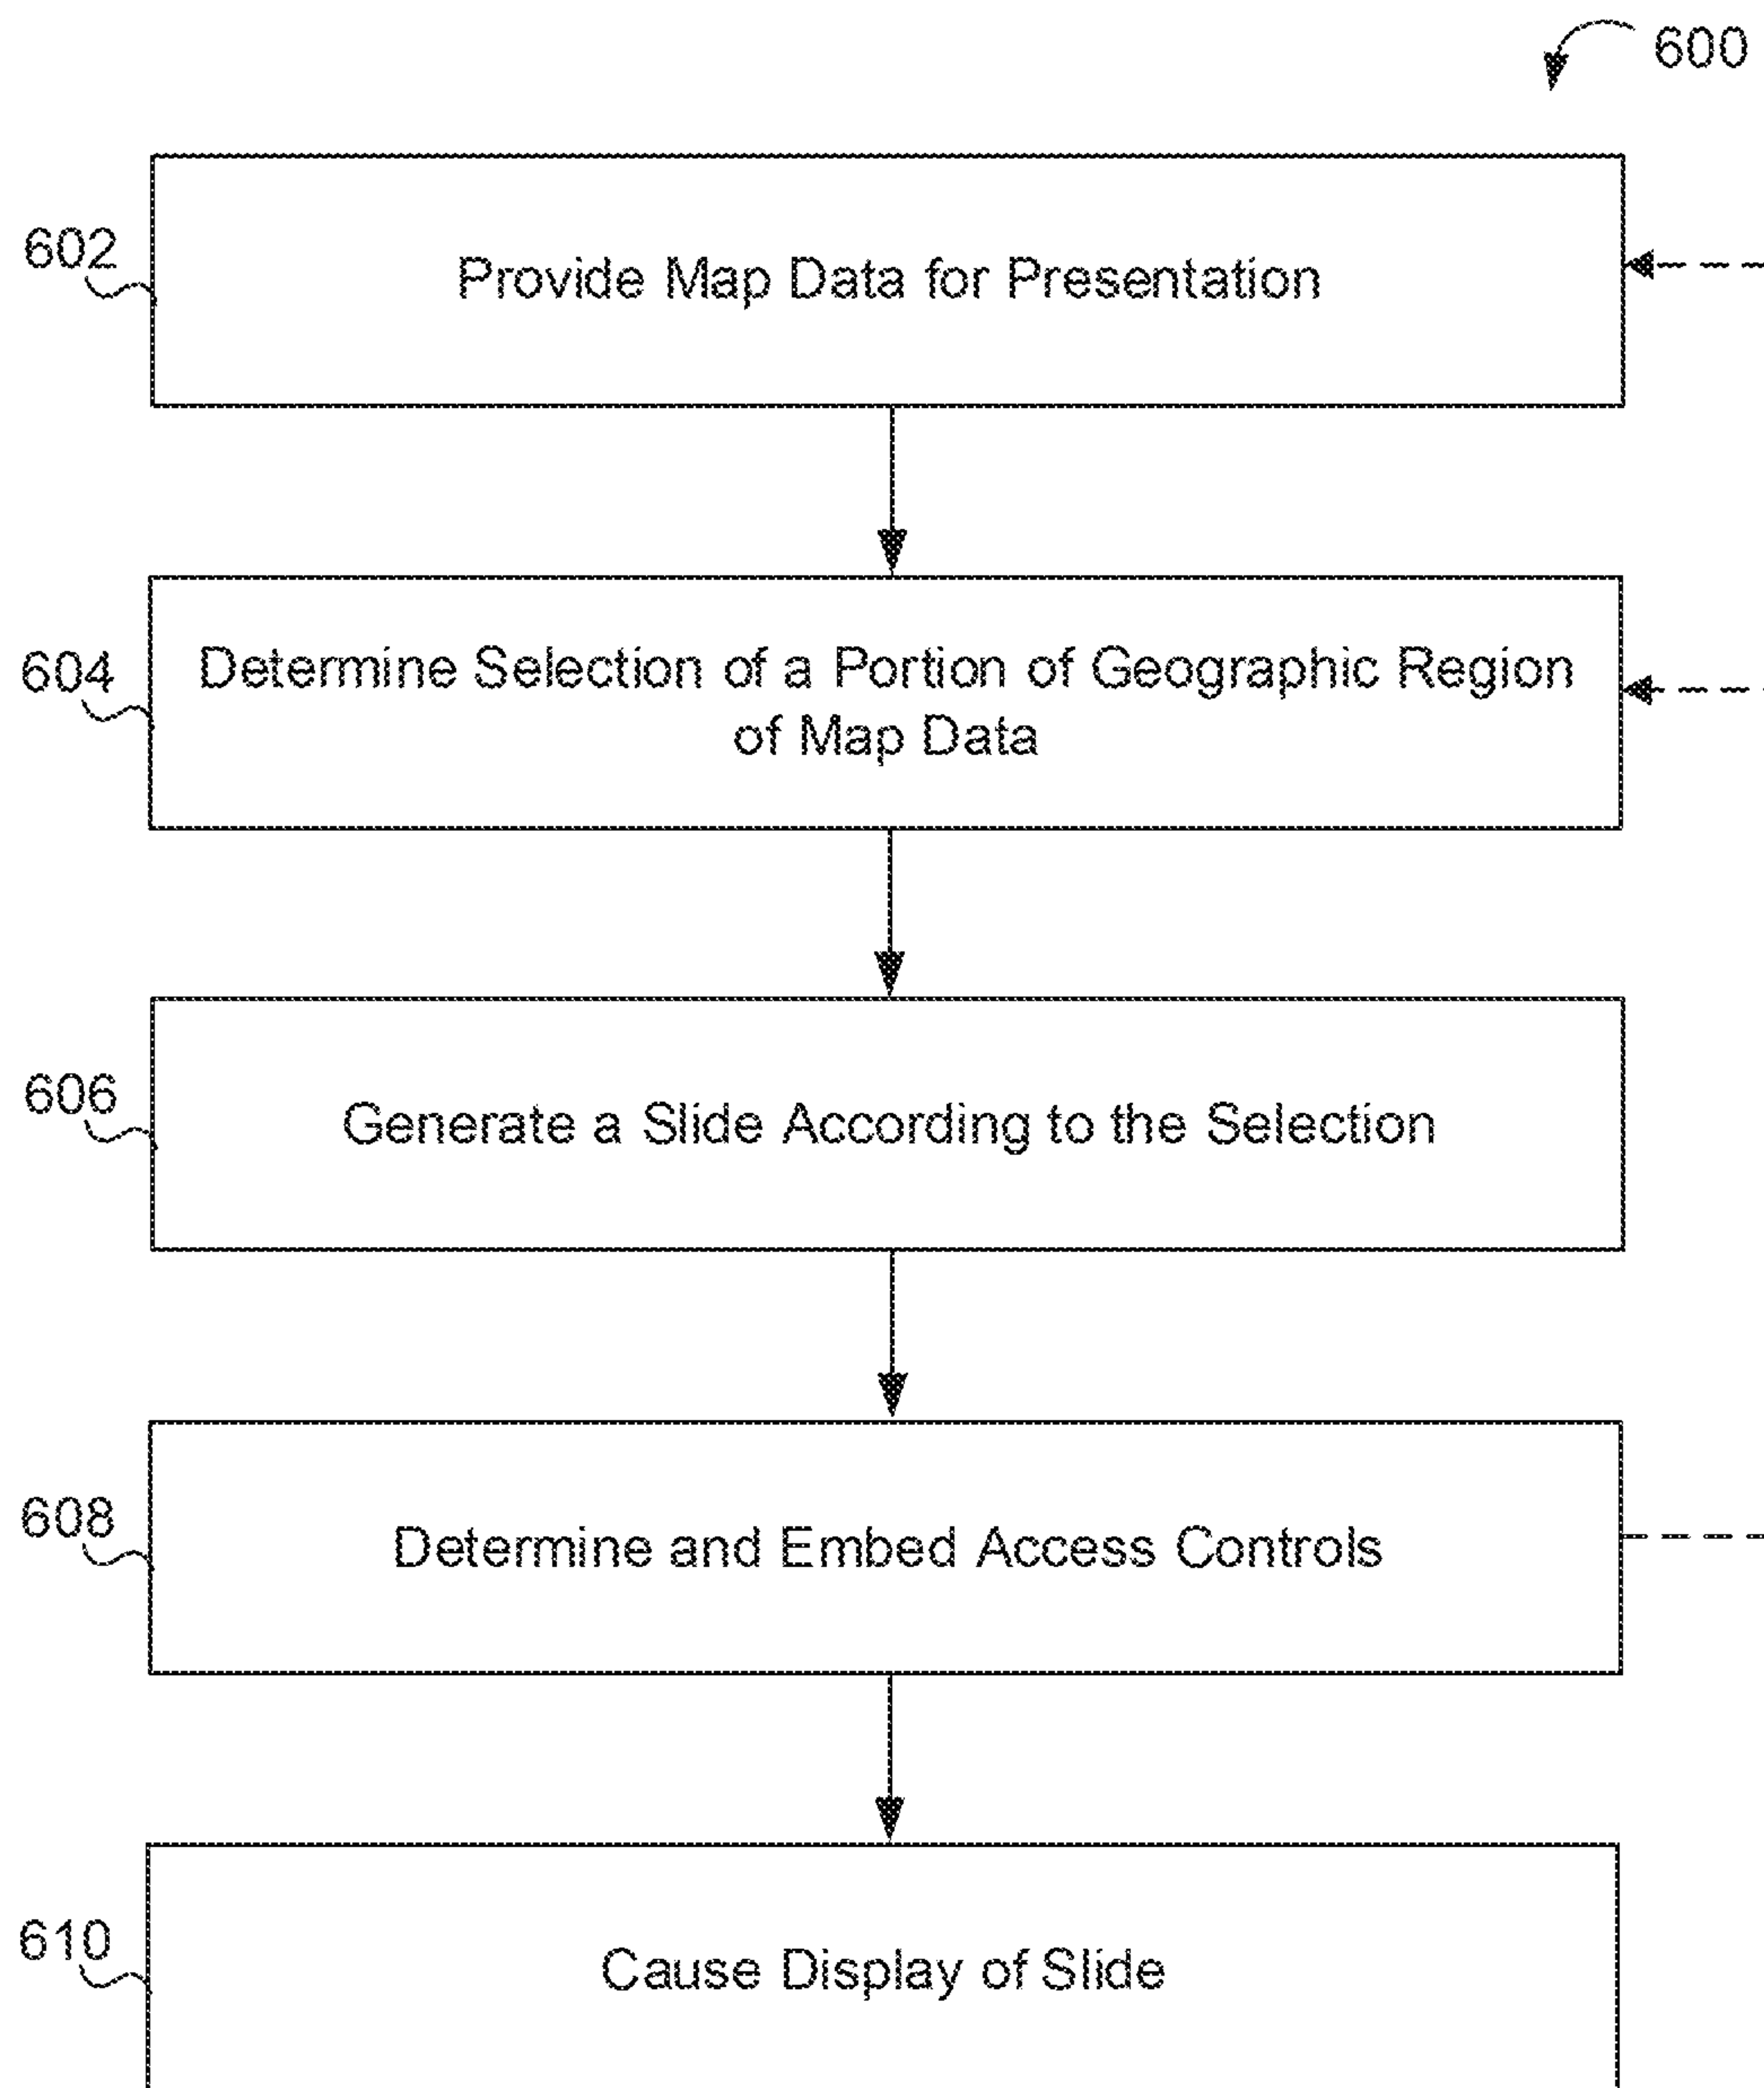 600
602
Provide Map Data for Presentation
604
Determine Selection of a Portion of Geographic Region
of Map Data
606
Generate a Slide According to the Selection
608
Determine and Embed Access Controls
610
Cause Display of Slide